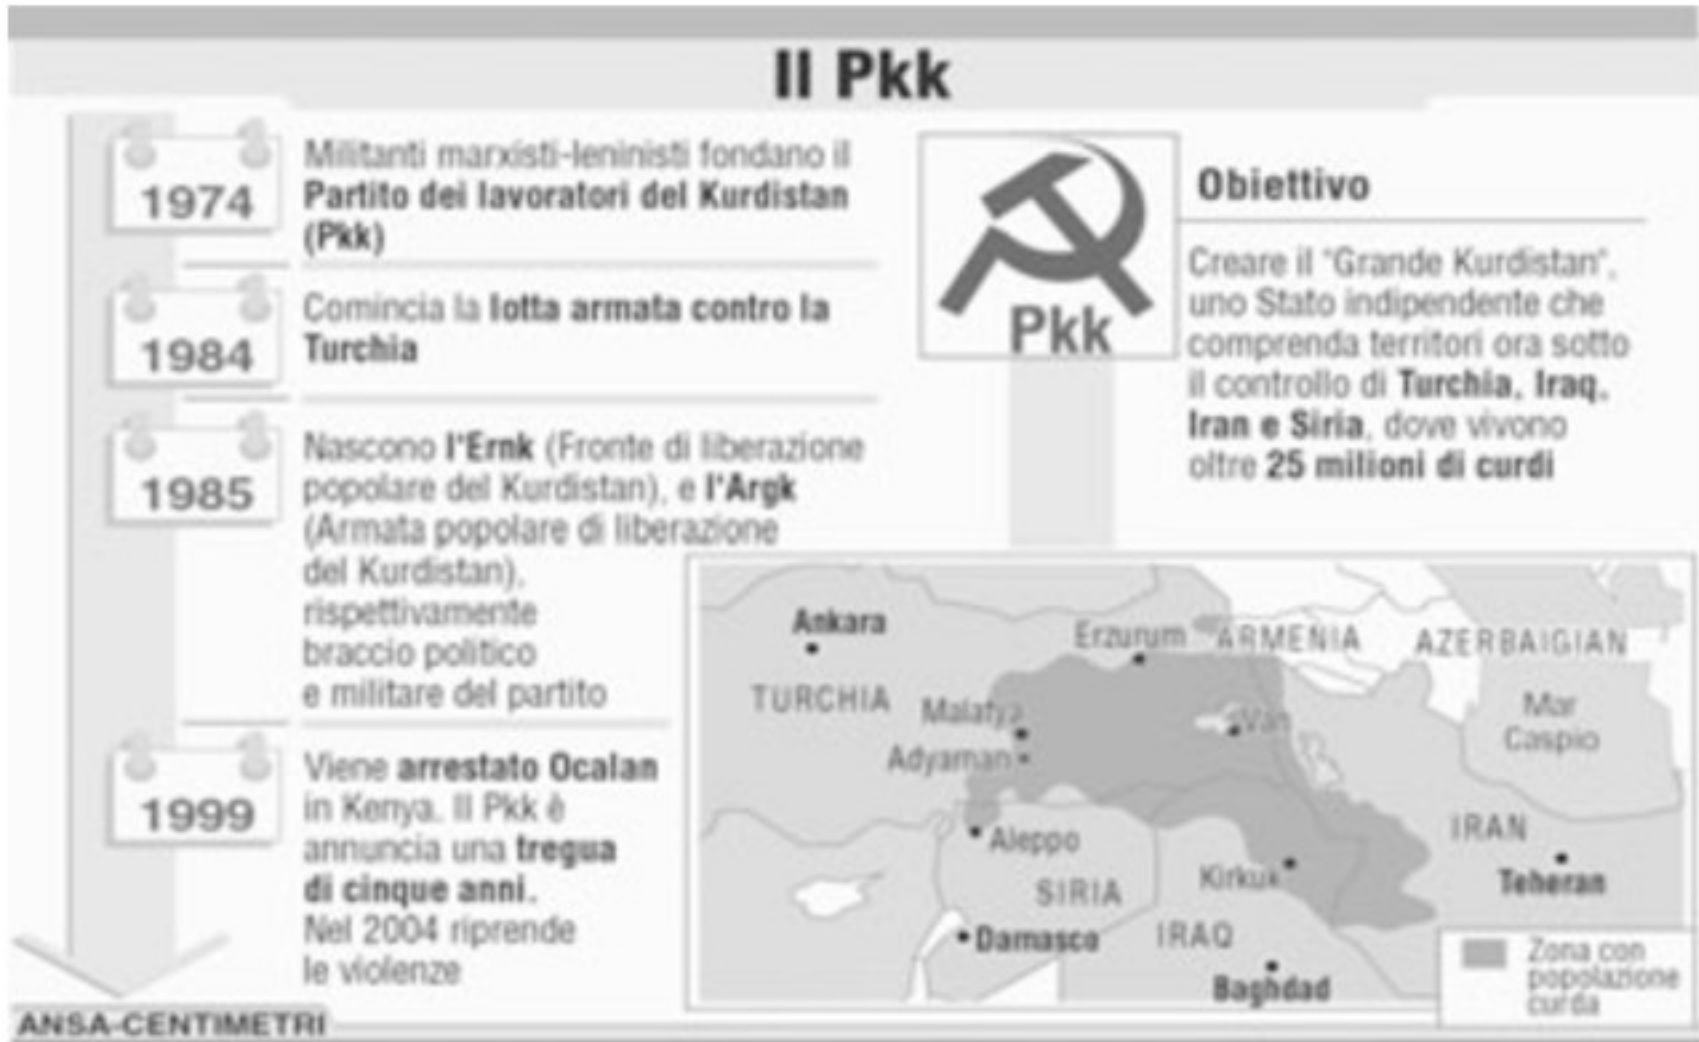 Il Pkk
1974
Militanti marxisti-leninisti fondano il
Partito dei lavoratori del Kurdistan
(Pkk)
1984
Comincia la lotta armata contro la
Turchia
1985
Nascono l'Ernk (Fronte di liberazione
popolare del Kurdistan), e l'Argk
(Armata popolare di liberazione
del Kurdistan),
rispettivamente
braccio politico
e militare del partito
1999
Viene arrestato Ocalan
in Kenya. Il Pkk è
annuncia una tregua
di cinque anni.
Nel 2004 riprende
le violenze
Pkk
Obiettivo
Creare il "Grande Kurdistan",
uno Stato indipendente che
comprenda territori ora sotto
il controllo di Turchia, Iraq,
Iran e Siria, dove vivono
oltre 25 milioni di curdi
Ankara
Erzurum
ARMENIA
AZERBAIGIAN
TURCHIA
Malatya
Van
Mar
Caspio
Adyaman
Aleppo
IRAN
SIRIA
Kirkuk
Teheran
Damasco
IRAQ
Baghdad
Zona con
popolazione
curda
ANSA-CENTIMETRI